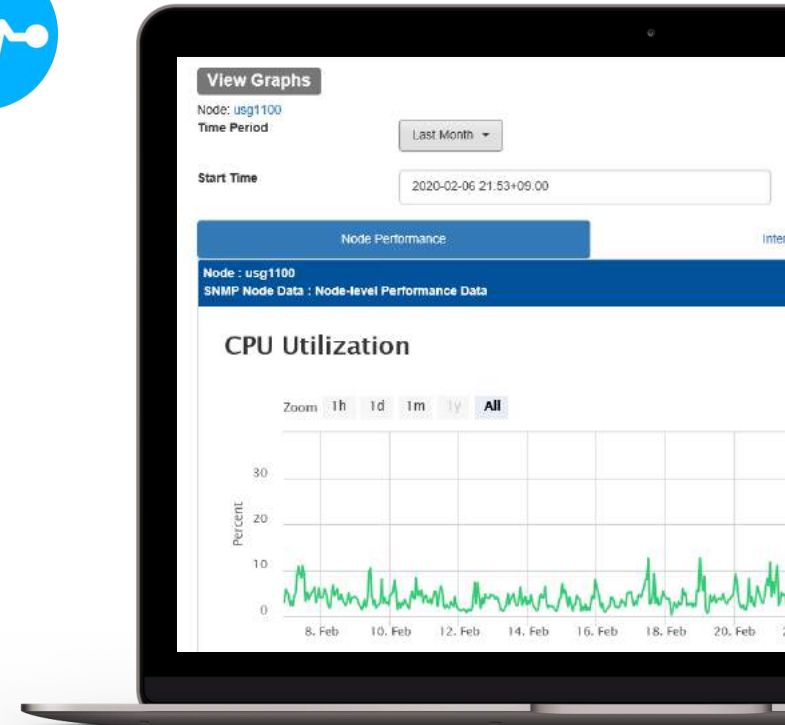 View Graphs
Node: usg1100
Time Period
Last Month
Start Time
2020-02-06 21:53+09:00
Node Performance
Node : usg1100
SNMP Node Data : Node-level Performance Data
CPU Utilization
Zoom 1h 1d 1m 1y All
Percent
30
20
10
0
8. Feb 10. Feb 12. Feb 14. Feb 16. Feb 18. Feb 20. Feb